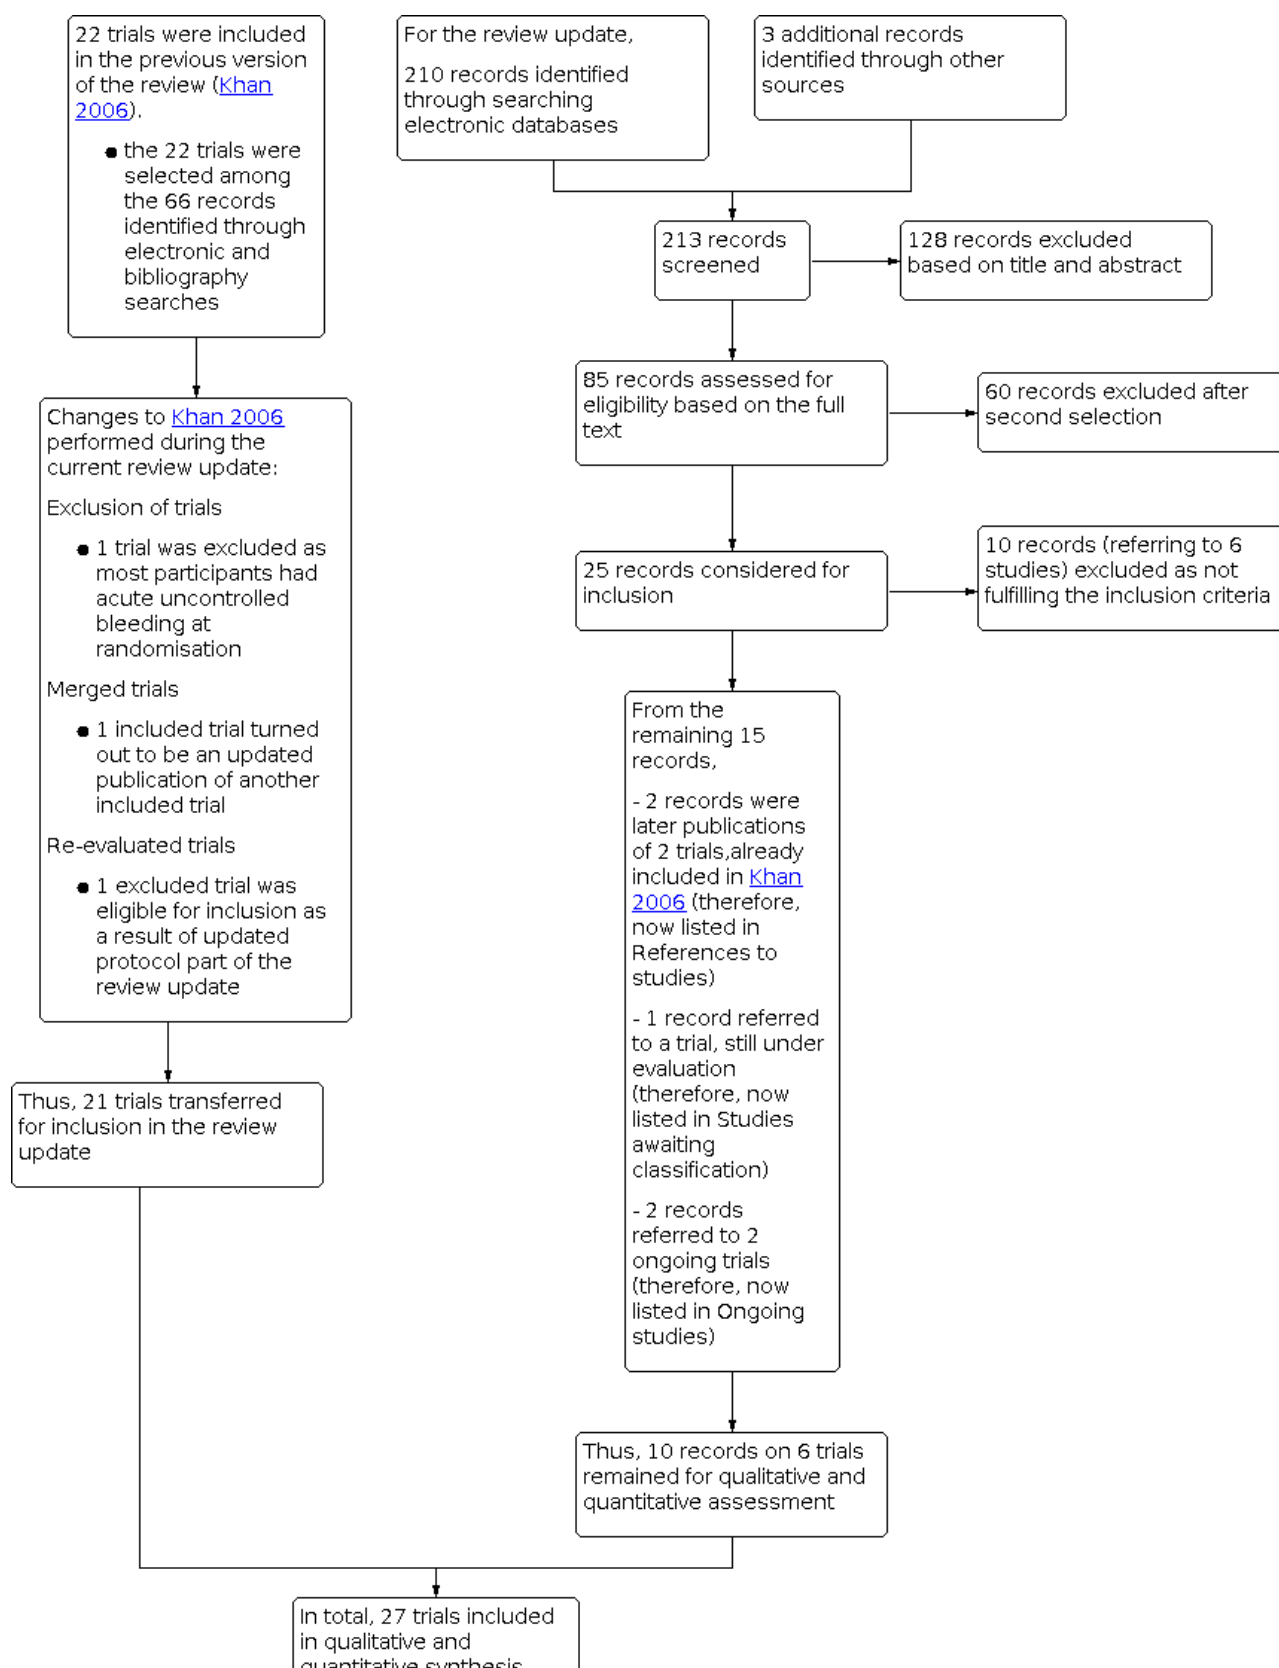 22 trials were included
in the previous version
of the review (Khan
2006).
● the 22 trials were
selected among
the 66 records
identified through
electronic and
bibliography
searches
For the review update,
210 records identified
through searching
electronic databases
3 additional records
identified through other
sources
213 records
screened
128 records excluded
based on title and abstract
85 records assessed for
eligibility based on the full
text
60 records excluded after
second selection
25 records considered for
inclusion
10 records (referring to 6
studies) excluded as not
fulfilling the inclusion criteria
Changes to Khan 2006
performed during the
current review update:
Exclusion of trials
● 1 trial was excluded as
most participants had
acute uncontrolled
bleeding at
randomisation
Merged trials
● 1 included trial turned
out to be an updated
publication of another
included trial
Re-evaluated trials
● 1 excluded trial was
eligible for inclusion as
a result of updated
protocol part of the
review update
From the
remaining 15
records,
- 2 records were
later publications
of 2 trials,already
included in Khan
2006 (therefore,
now listed in
References to
studies)
- 1 record referred
to a trial, still under
evaluation
(therefore, now
listed in Studies
awaiting
classification)
- 2 records
referred to 2
ongoing trials
(therefore, now
listed in Ongoing
studies)
Thus, 21 trials transferred
for inclusion in the review
update
Thus, 10 records on 6 trials
remained for qualitative and
quantitative assessment
In total, 27 trials included
in qualitative and
quantitative synthesis